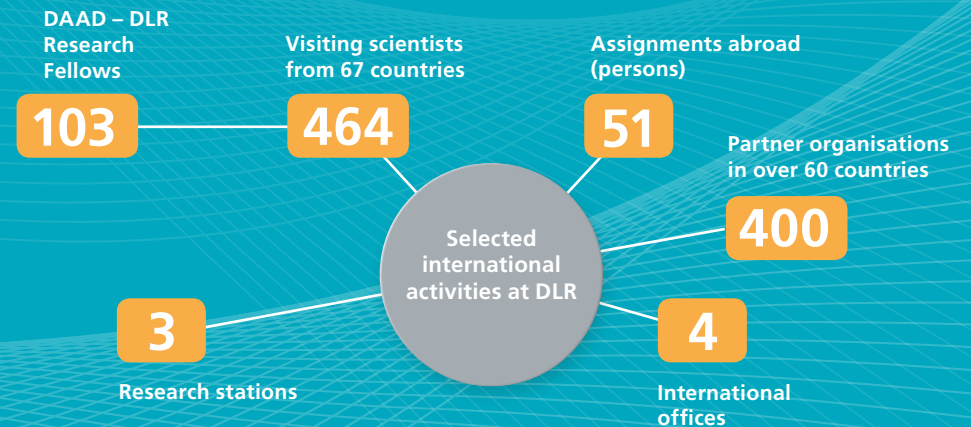 DAAD – DLR
Research
Fellows
103
Visiting scientists
from 67 countries
464
Assignments abroad
(persons)
51
Partner organisations
in over 60 countries
400
Selected
international
activities at DLR
3
Research stations
4
International
offices